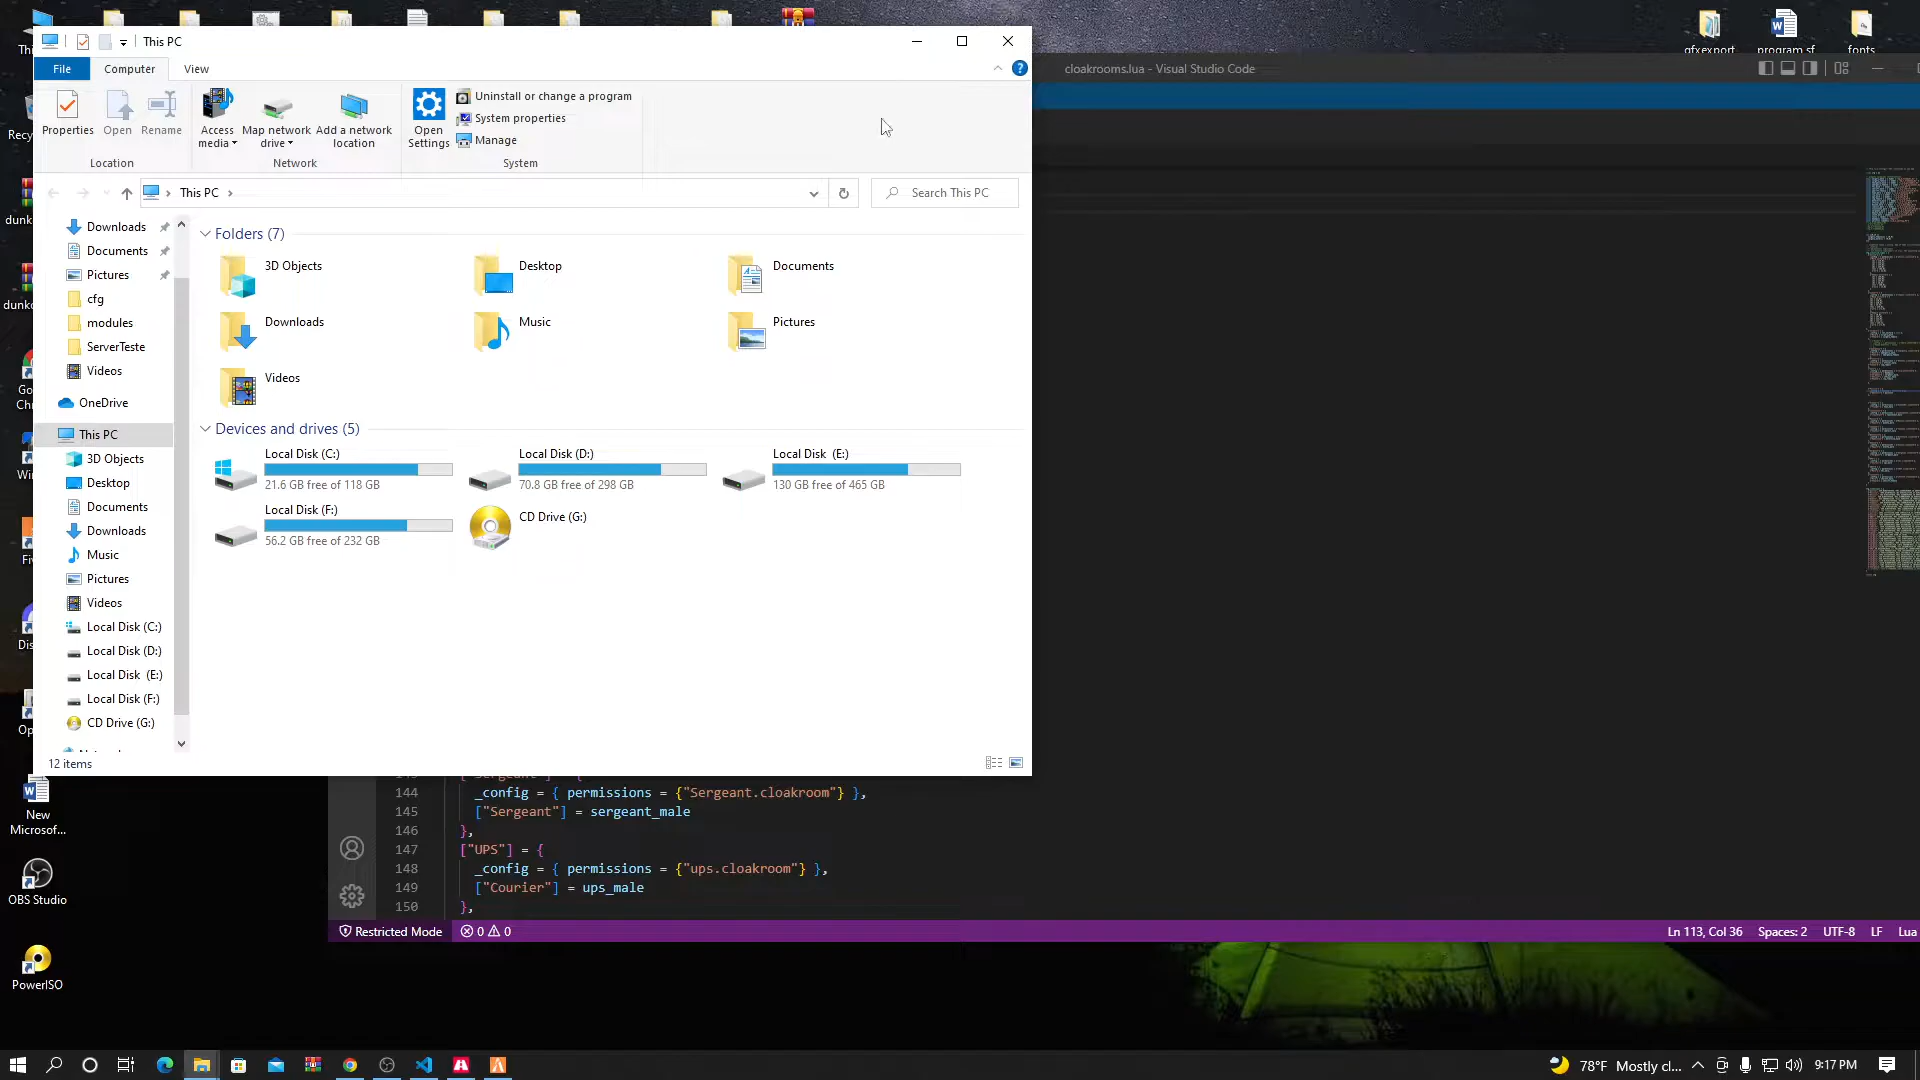 This PC
File
Computer
View
Properties
Open
Rename
Location
Access
media
Map network
drive
Add a network
location
Network
Open
Settings
Uninstall or change a program
System properties
Manage
System
This PC
Search This PC
Downloads
Documents
Pictures
cfg
modules
ServerTeste
Videos
OneDrive
This PC
3D Objects
Desktop
Documents
Downloads
Music
Pictures
Videos
Local Disk (C:)
Local Disk (D:)
Local Disk (E:)
Local Disk (F:)
CD Drive (G:)
Folders (7)
3D Objects
Desktop
Documents
Downloads
Music
Pictures
Videos
Devices and drives (5)
Local Disk (C:)
21.6 GB free of 118 GB
Local Disk (D:)
70.8 GB free of 298 GB
Local Disk (E:)
130 GB free of 465 GB
Local Disk (F:)
56.2 GB free of 232 GB
CD Drive (G:)
12 items
gfxexport
program sf
fonts
cloakrooms.lua - Visual Studio Code
144 _config = { permissions = {"Sergeant.cloakroom"} },
145 ["Sergeant"] = sergeant_male
146 },
147 ["UPS"] = {
148 _config = { permissions = {"ups.cloakroom"} },
149 ["Courier"] = ups_male
150 },
Restricted Mode
0
0
Ln 113, Col 36
Spaces: 2
UTF-8
LF
Lua
New
Microsof...
OBS Studio
PowerISO
78°F Mostly cl...
9:17 PM